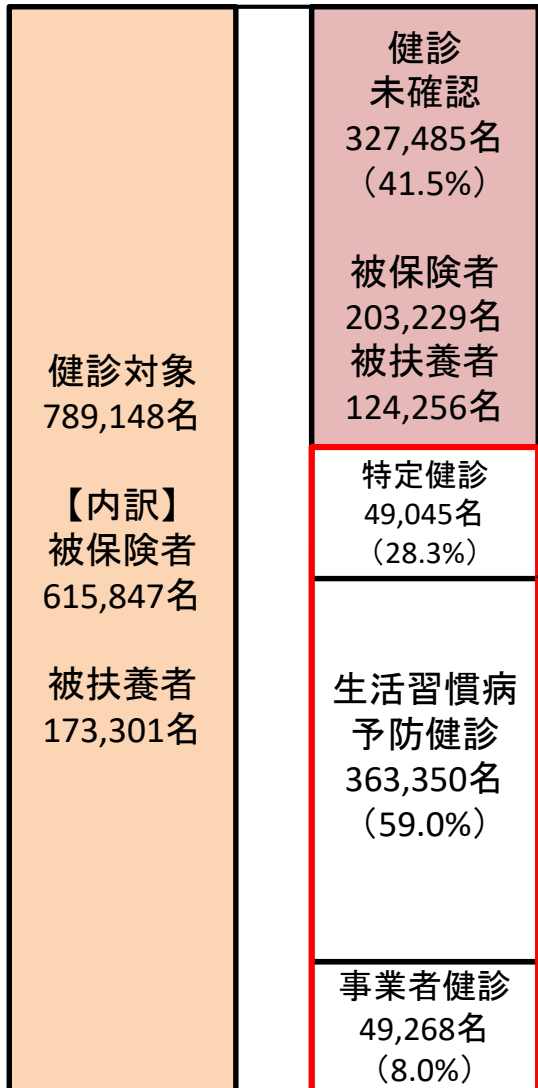 健診対象
789,148名
【内訳】
被保険者
615,847名
被扶養者
173,301名
健診
未確認
327,485名
（41.5%）
被保険者
203,229名
被扶養者
124,256名
特定健診
49,045名
（28.3%）
生活習慣病
予防健診
363,350名
（59.0%）
事業者健診
49,268名
（8.0%）